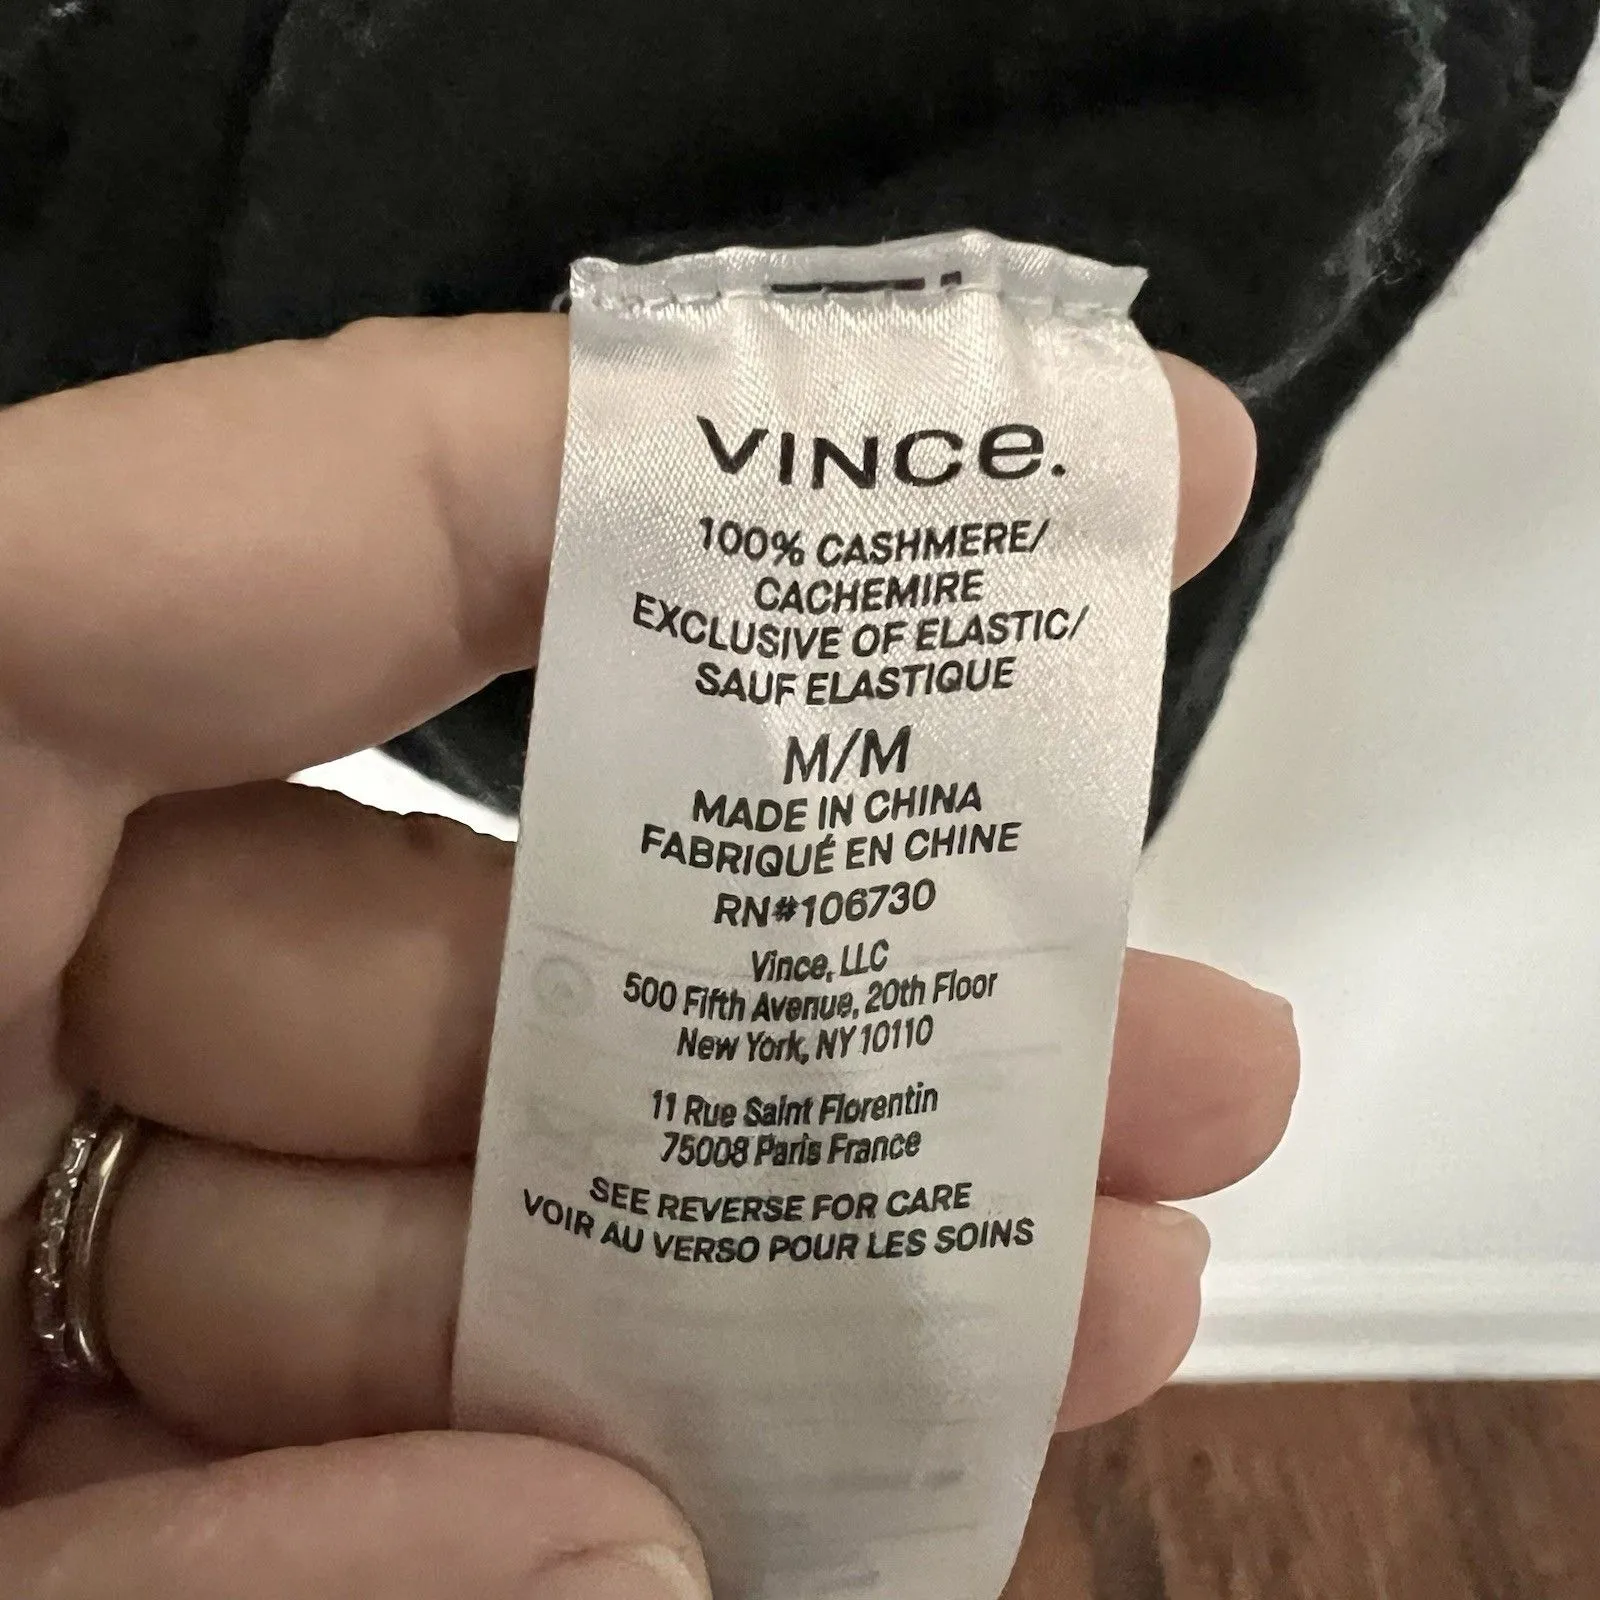 VINCe.
100% CASHMERE/
CACHEMIRE
EXCLUSIVE OF ELASTIC/
SAUF ELASTIQUE
M/M
MADE IN CHINA
FABRIQUÉ EN CHINE
RN#106730
Vince, LLC
500 Fifth Avenue, 20th Floor
New York, NY 10110
11 Rue Saint Florentin
75008 Paris France
SEE REVERSE FOR CARE
VOIR AU VERSO POUR LES SOINS